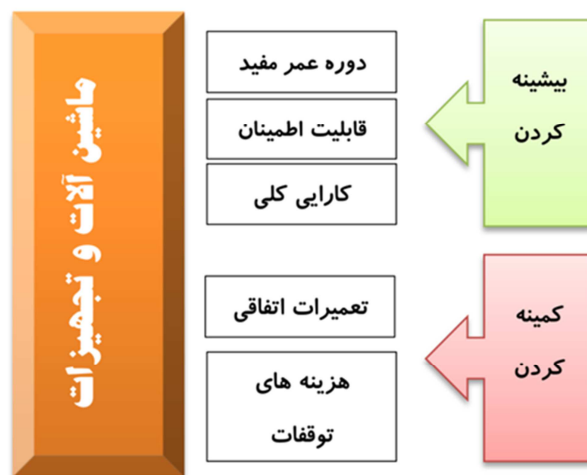 بیشینه
کردن
دوره عمر مفید
قابلیت اطمینان
کارایی کلی
کمینه
کردن
تعمیرات اتفاقی
هزینه های
توقفات
ماشین آلات و تجهیزات